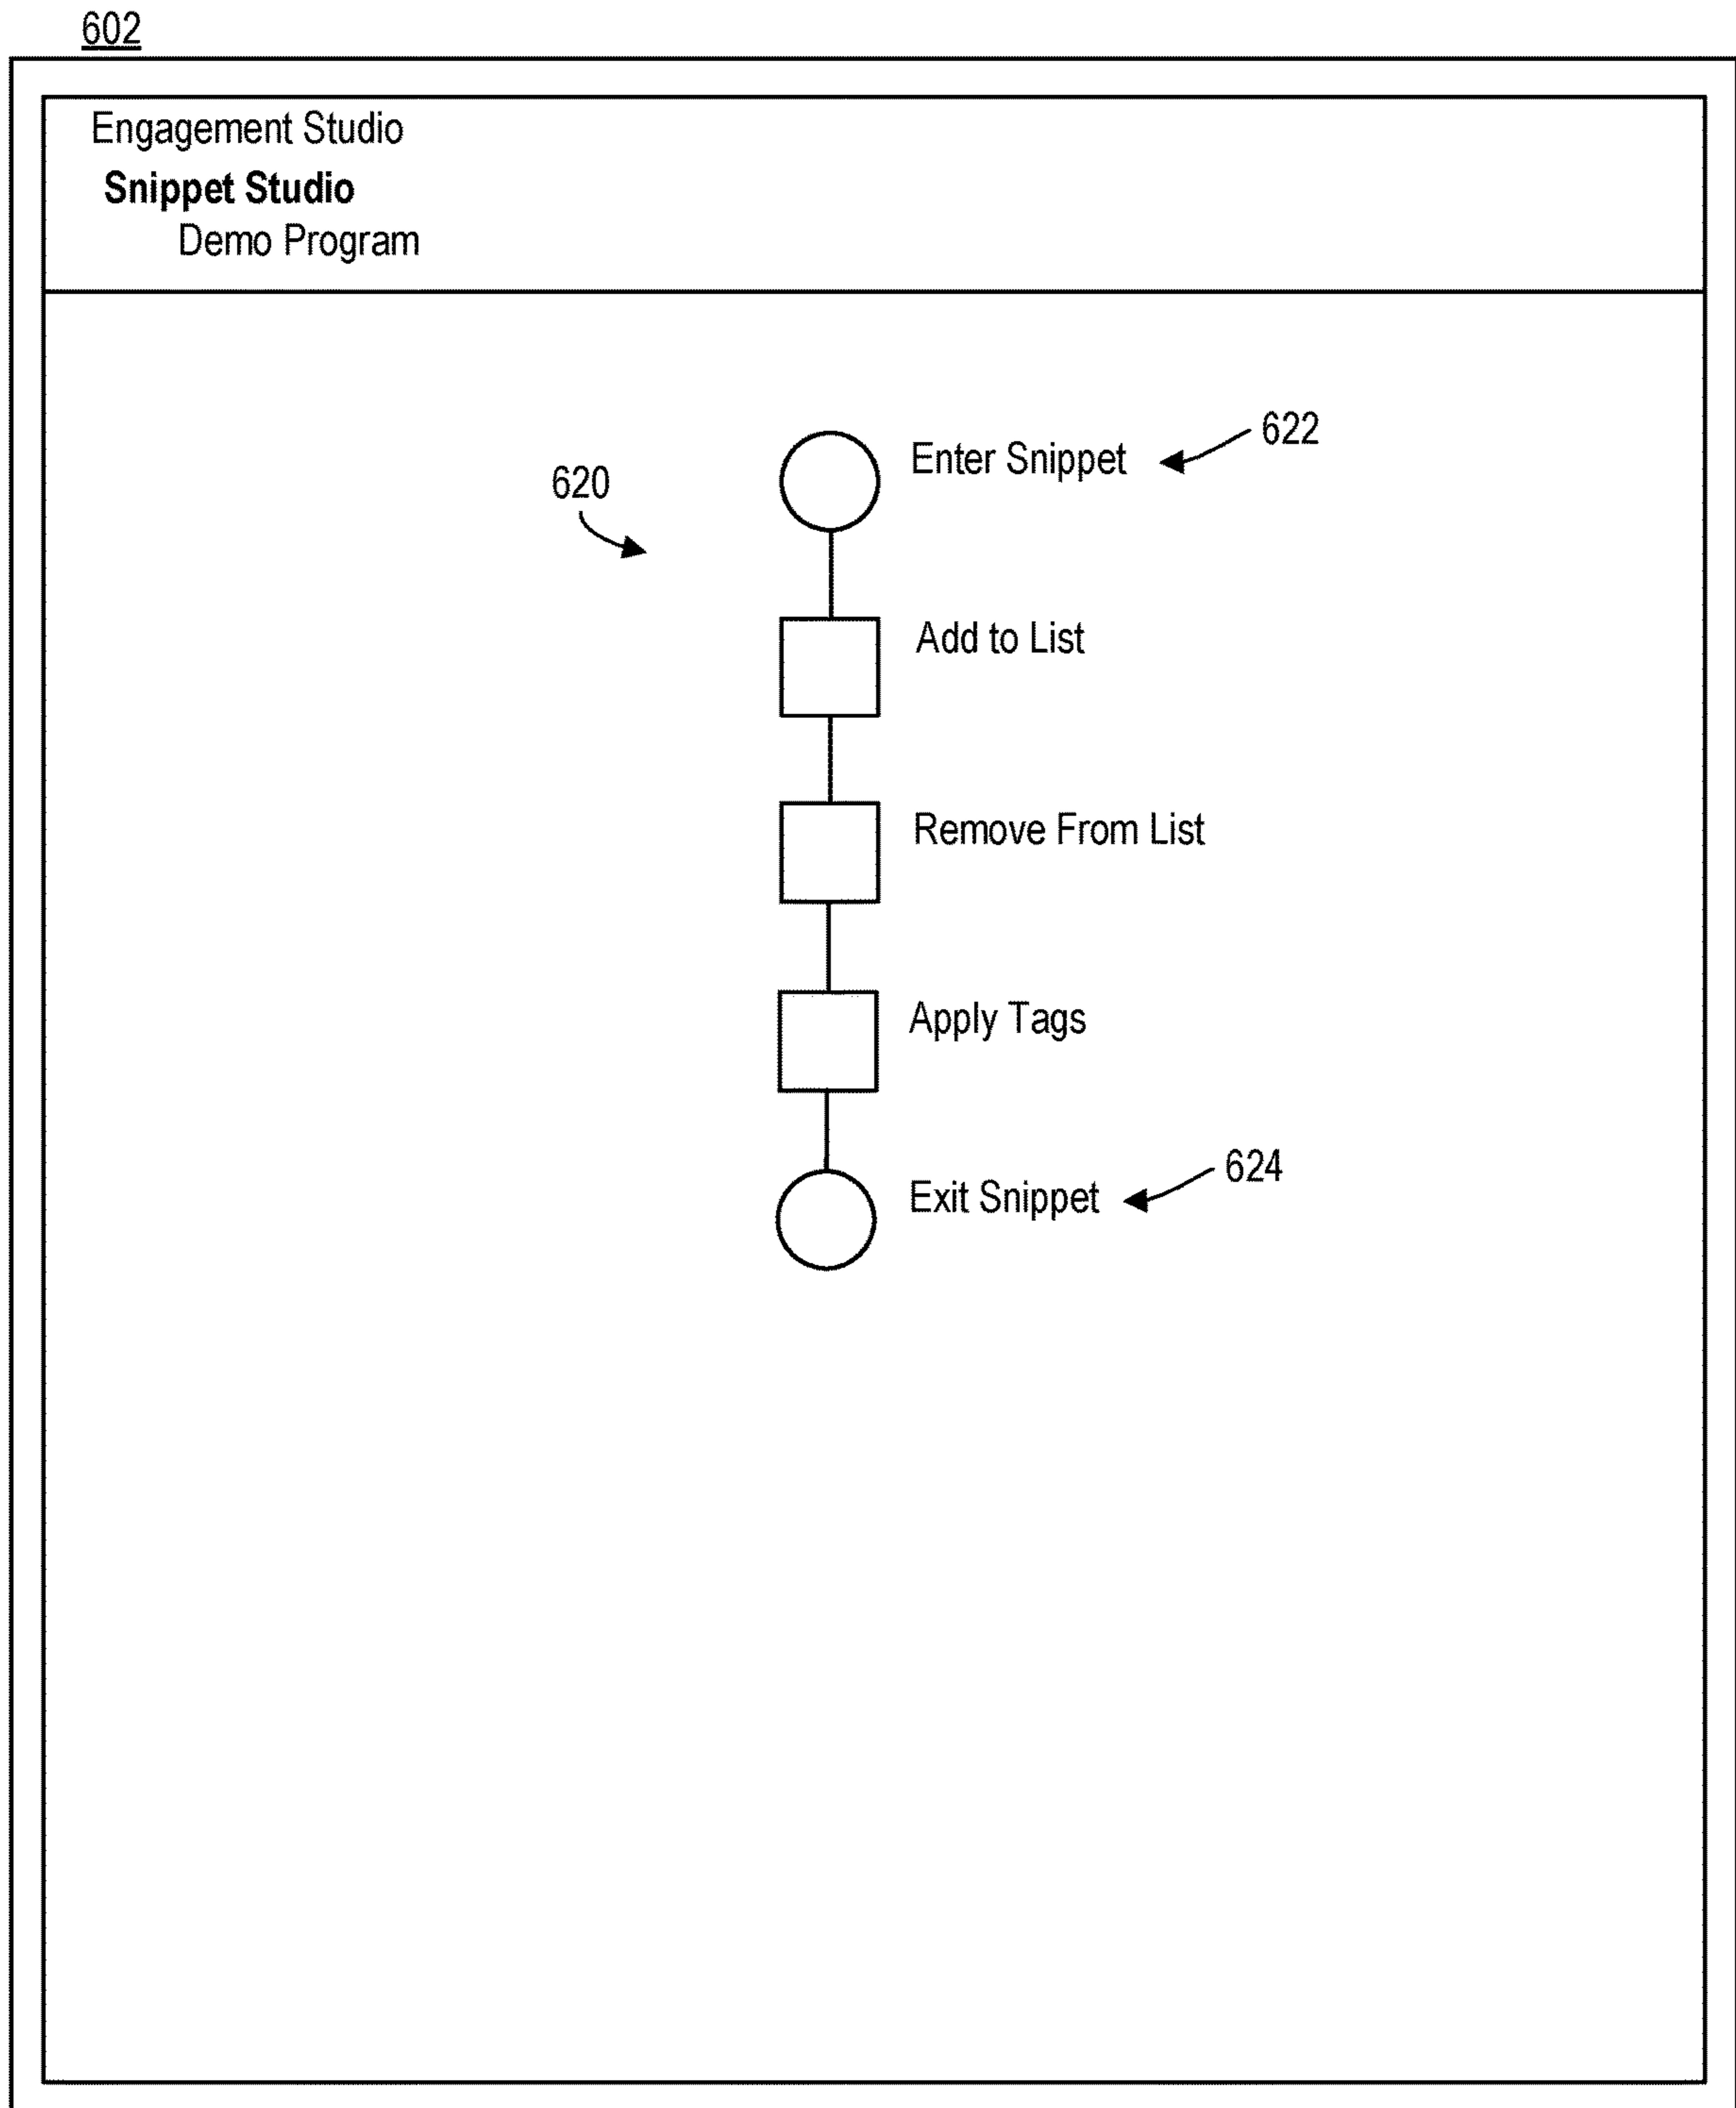 602
Engagement Studio
Snippet Studio
Demo Program
Enter Snippet
622
620
Add to List
Remove From List
Apply Tags
Exit Snippet
624